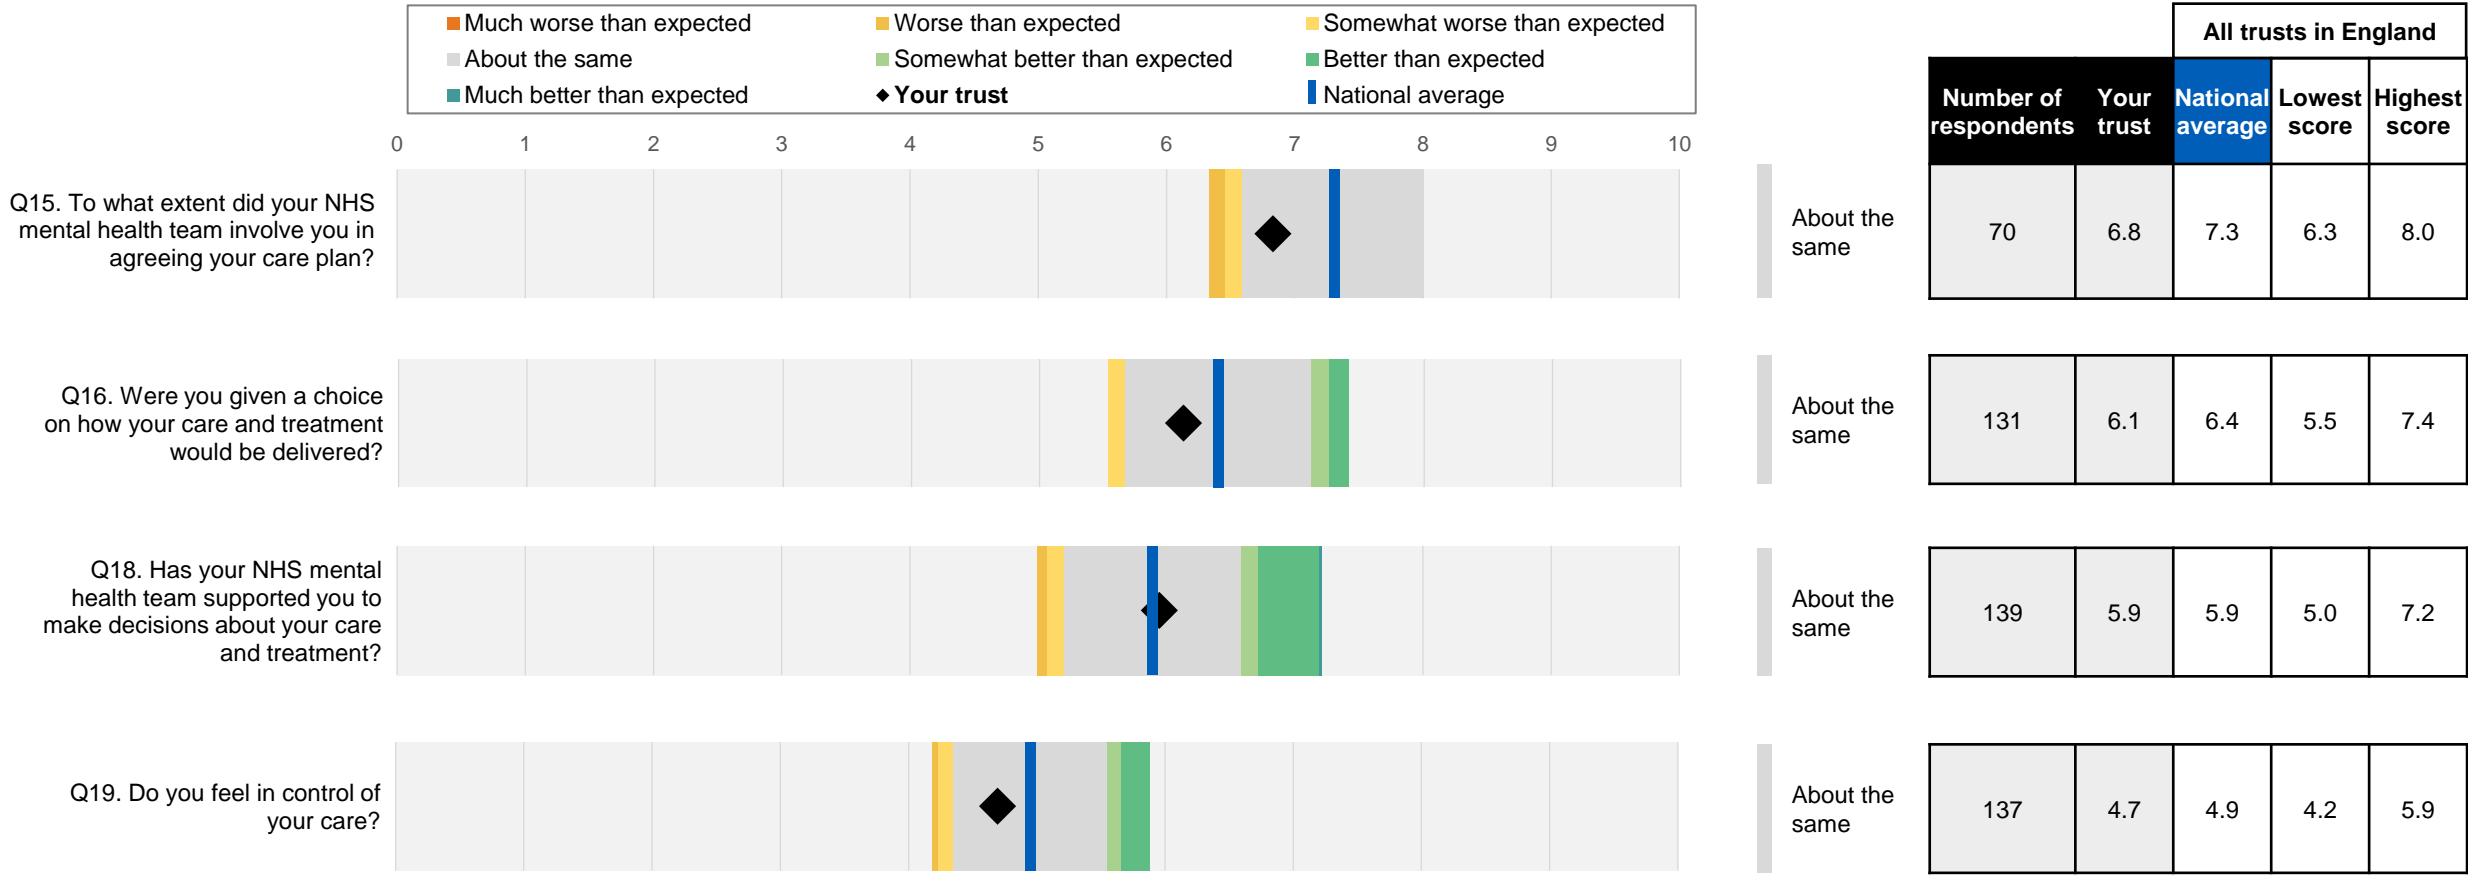 Much worse than expected
Worse than expected
Somewhat worse than expected
About the same
Somewhat better than expected
Better than expected
Much better than expected
Your trust
National average
All trusts in England
Number of respondents
Your trust
National average
Lowest score
Highest score
0 1 2 3 4 5 6 7 8 9 10
Q15. To what extent did your NHS
mental health team involve you in
agreeing your care plan?
About the
same
70 6.8 7.3 6.3 8.0
Q16. Were you given a choice
on how your care and treatment
would be delivered?
About the
same
131 6.1 6.4 5.5 7.4
Q18. Has your NHS mental
health team supported you to
make decisions about your care
and treatment?
About the
same
139 5.9 5.9 5.0 7.2
Q19. Do you feel in control of
your care?
About the
same
137 4.7 4.9 4.2 5.9